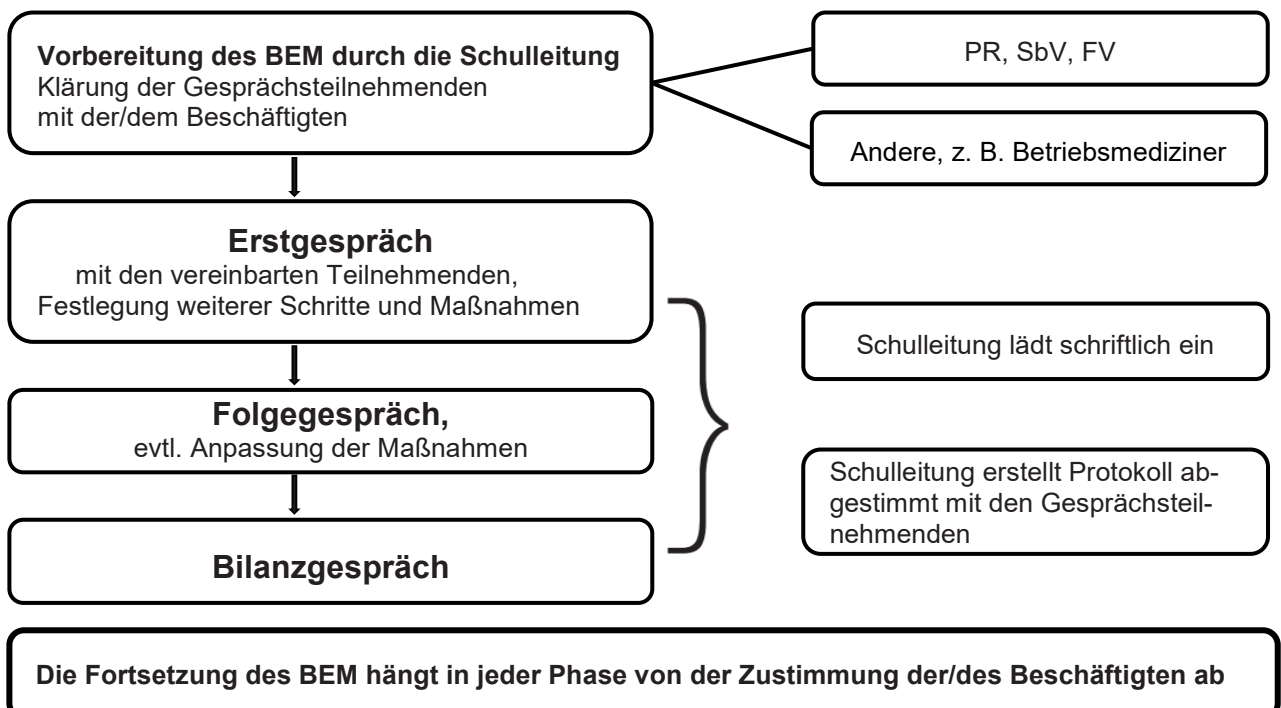 Vorbereitung des BEM durch die Schulleitung
Klärung der Gesprächsteilnehmenden
mit der/dem Beschäftigten
PR, SbV, FV
Andere, z. B. Betriebsmediziner
Erstgespräch
mit den vereinbarten Teilnehmenden,
Festlegung weiterer Schritte und Maßnahmen
Folgegespräch,
evtl. Anpassung der Maßnahmen
Bilanzgespräch
Schulleitung lädt schriftlich ein
Schulleitung erstellt Protokoll ab-
gestimmt mit den Gesprächsteil-
nehmenden
Die Fortsetzung des BEM hängt in jeder Phase von der Zustimmung der/des Beschäftigten ab